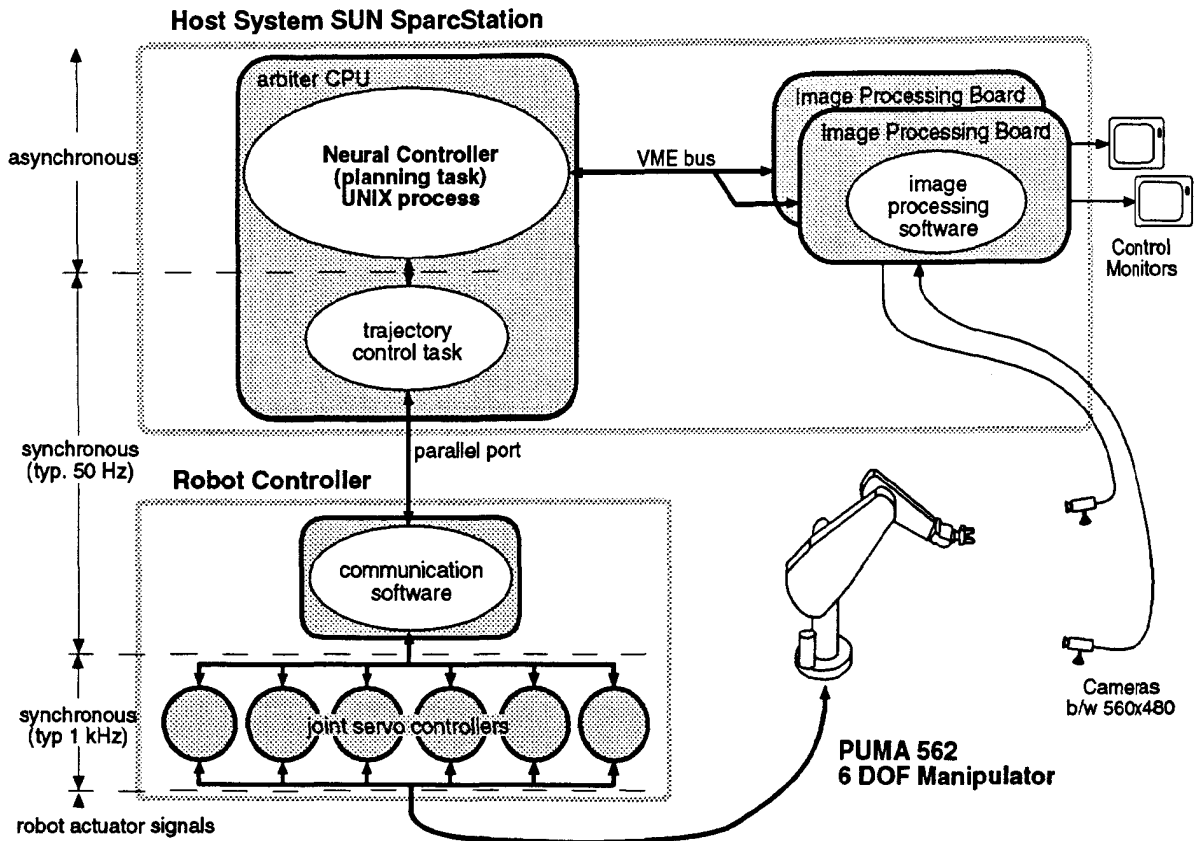 Host System SUN SparcStation
arbiter CPU
Neural Controller
(planning task)
UNIX process
trajectory
control task
asynchronous
VME bus
Image Processing Board
Image Processing Board
image
processing
software
Control
Monitors
synchronous
(typ. 50 Hz)
parallel port
Robot Controller
communication
software
synchronous
(typ 1 kHz)
joint servo controllers
robot actuator signals
Cameras
b/w 560x480
PUMA 562
6 DOF Manipulator